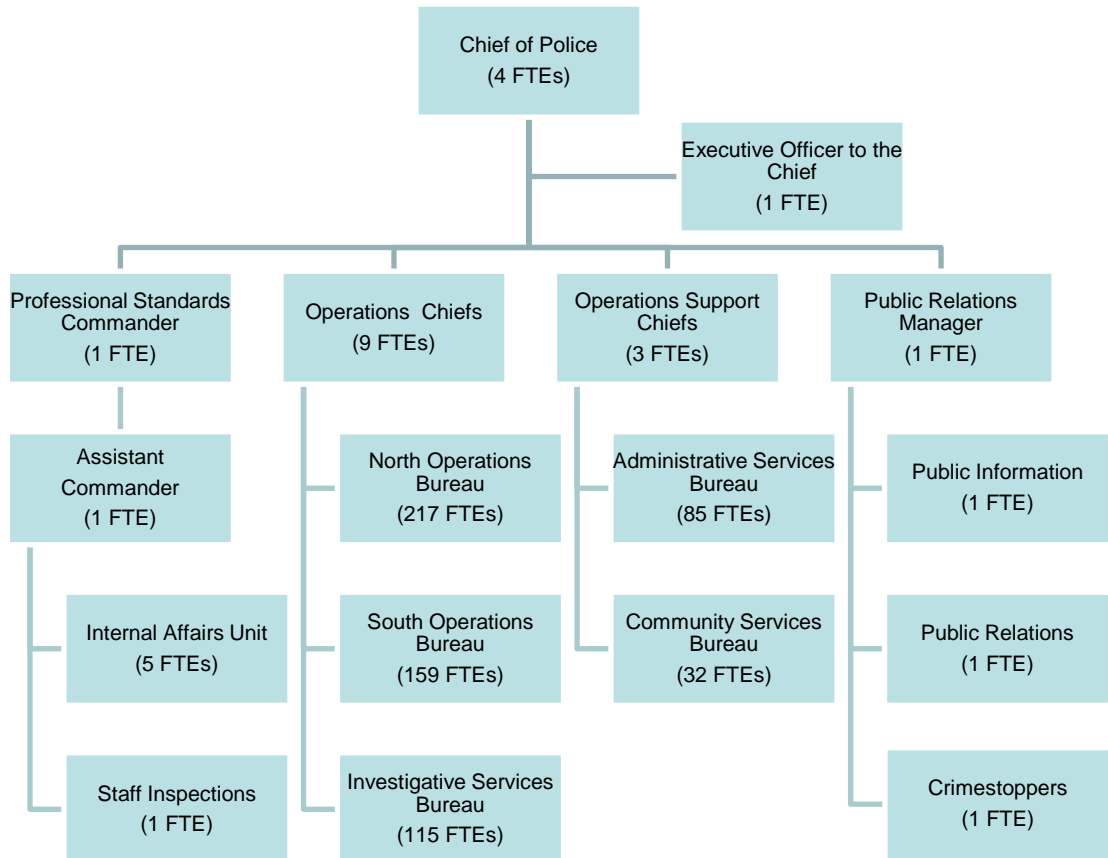 Chief of Police
(4 FTEs)
Executive Officer to the
Chief
(1 FTE)
Professional Standards
Commander
(1 FTE)
Operations Chiefs
(9 FTEs)
Operations Support
Chiefs
(3 FTEs)
Public Relations
Manager
(1 FTE)
Assistant
Commander
(1 FTE)
North Operations
Bureau
(217 FTEs)
Administrative Services
Bureau
(85 FTEs)
Public Information
(1 FTE)
Internal Affairs Unit
(5 FTEs)
South Operations
Bureau
(159 FTEs)
Community Services
Bureau
(32 FTEs)
Public Relations
(1 FTE)
Staff Inspections
(1 FTE)
Investigative Services
Bureau
(115 FTEs)
Crimestoppers
(1 FTE)